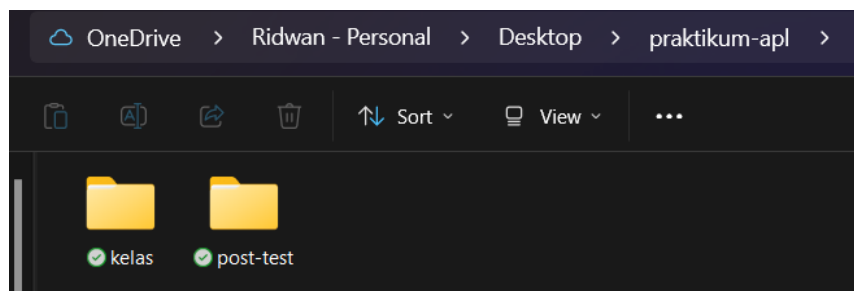 OneDrive > Ridwan - Personal > Desktop > praktikum-apl >
Sort View
kelas post-test